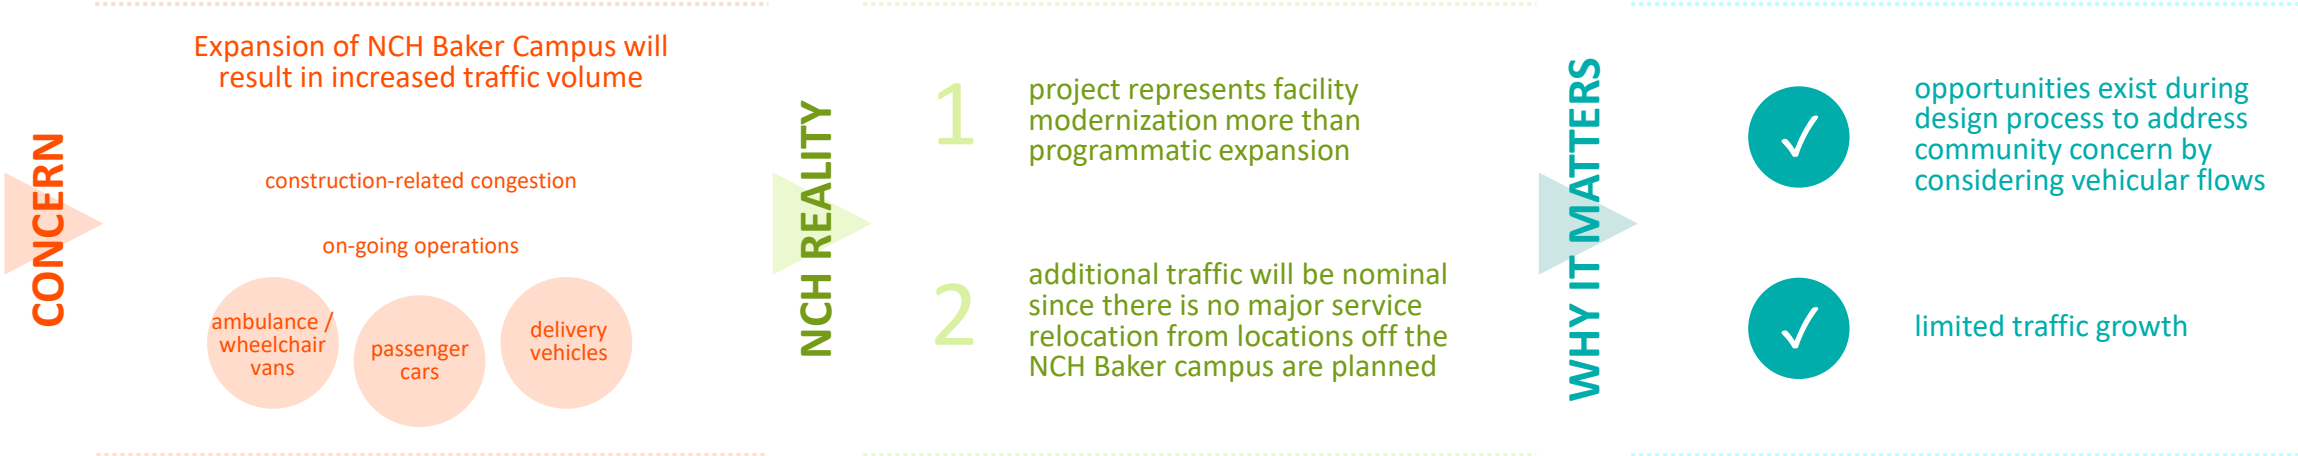 CONCERN
Expansion of NCH Baker Campus will
result in increased traffic volume
construction-related congestion
on-going operations
ambulance /
wheelchair
vans
passenger
cars
delivery
vehicles
NCH REALITY
1
project represents facility
modernization more than
programmatic expansion
2
additional traffic will be nominal
since there is no major service
relocation from locations off the
NCH Baker campus are planned
WHY IT MATTERS
✓
opportunities exist during
design process to address
community concern by
considering vehicular flows
✓
limited traffic growth